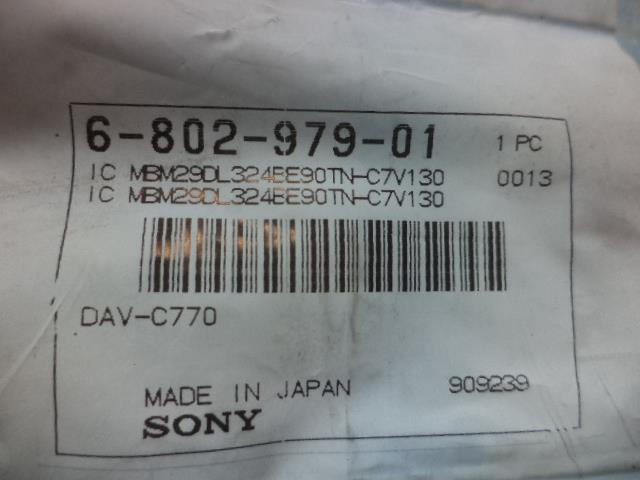 6-802-979-01 1 PC
IC MBM29DL324BE90TN-C7V130 0013
IC MBM29DL324BE90TN-C7V130
DAV-C770
MADE IN JAPAN 909239
SONY